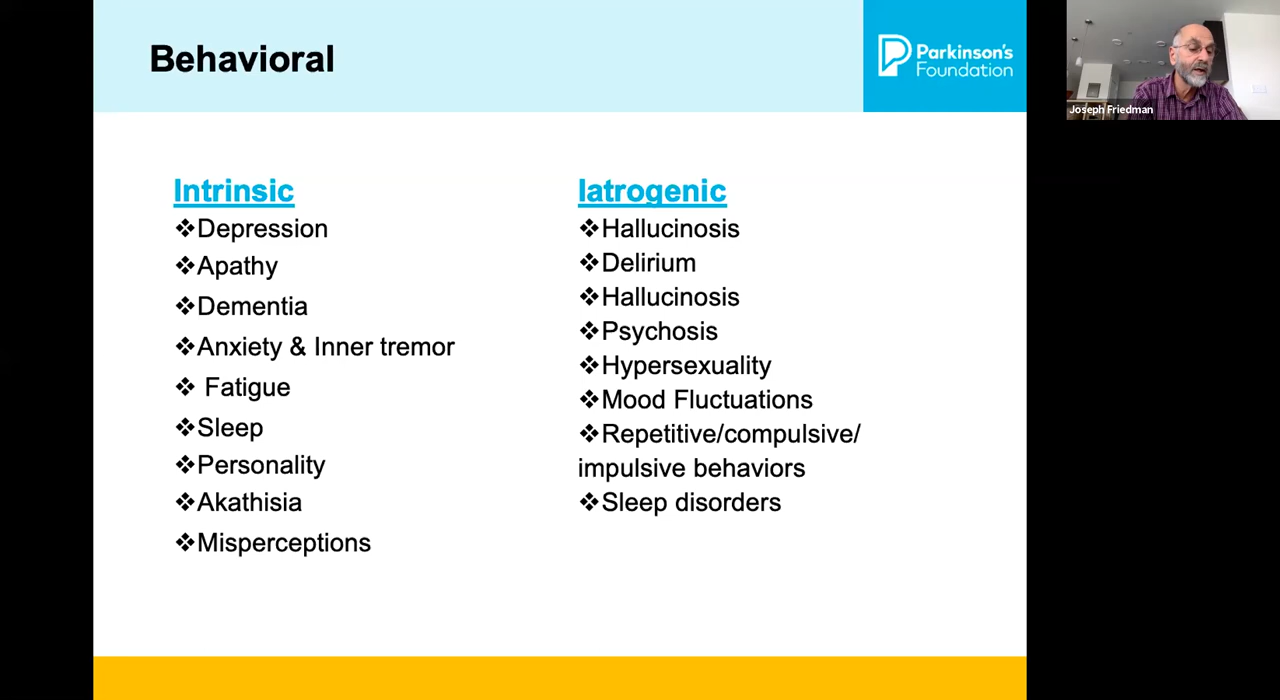 Behavioral
Parkinson's
Foundation
Joseph Friedman
Intrinsic
❖Depression
❖Apathy
❖Dementia
❖Anxiety & Inner tremor
❖ Fatigue
❖Sleep
❖Personality
❖Akathisia
❖Misperceptions
Iatrogenic
❖Hallucinosis
❖Delirium
❖Hallucinosis
❖Psychosis
❖Hypersexuality
❖Mood Fluctuations
❖Repetitive/compulsive/
impulsive behaviors
❖Sleep disorders